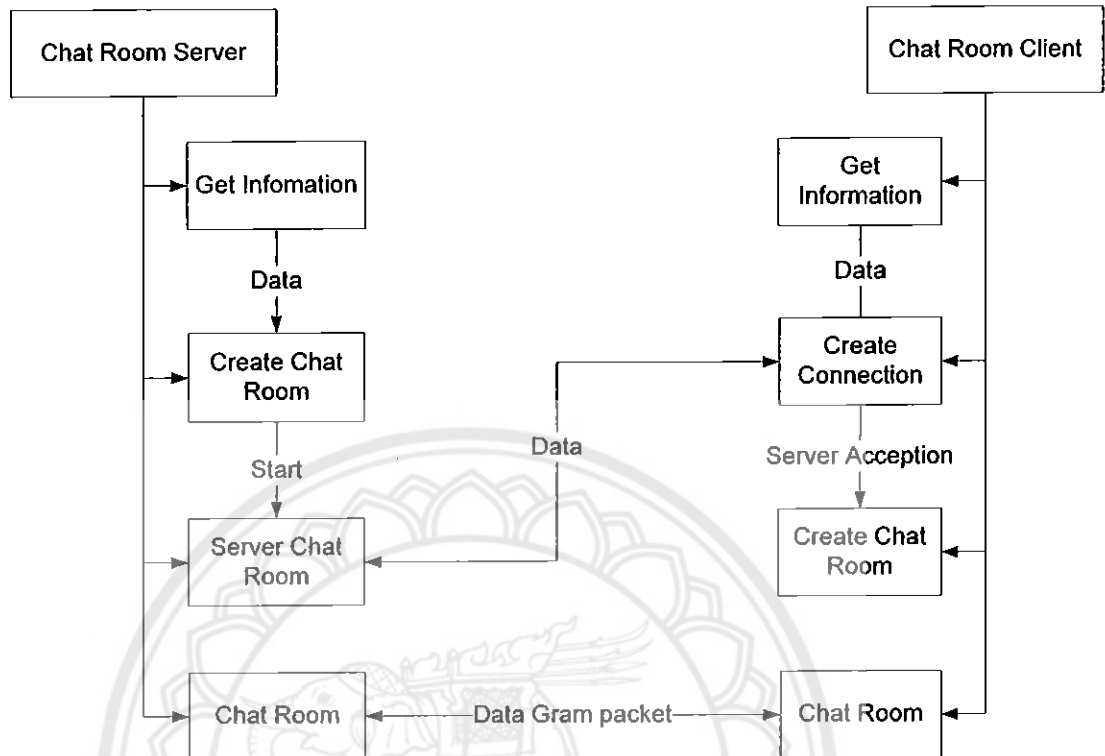 Chat Room Server
Chat Room Client
Get Infomation
Get
Information
Data
Data
Create Chat
Room
Create
Connection
Data
Start
Server Acception
Server Chat
Room
Create Chat
Room
Chat Room
Data Gram packet
Chat Room